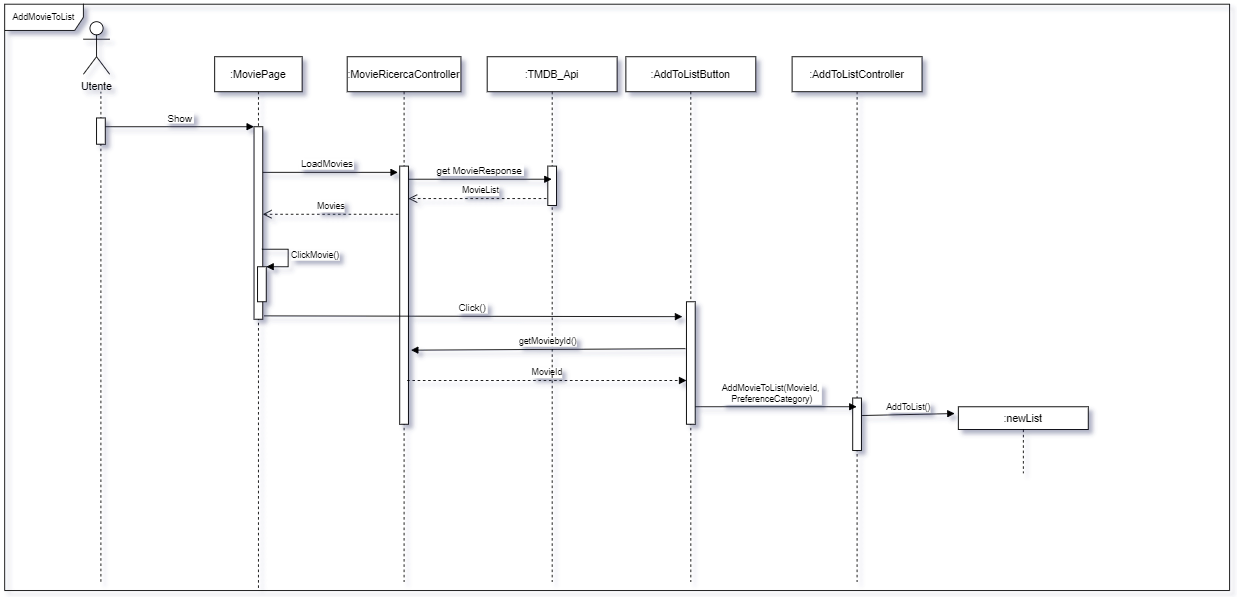 AddMovieToList
Utente
:MoviePage
:MovieRicercaController
:TMDB_Api
:AddToListButton
:AddToListController
Show
LoadMovies
get MovieResponse
MovieList
Movies
ClickMovie()
Click()
getMoviebyId()
MovieId
AddMovieToList(MovieId,
PreferenceCategory)
AddToList()
:newList